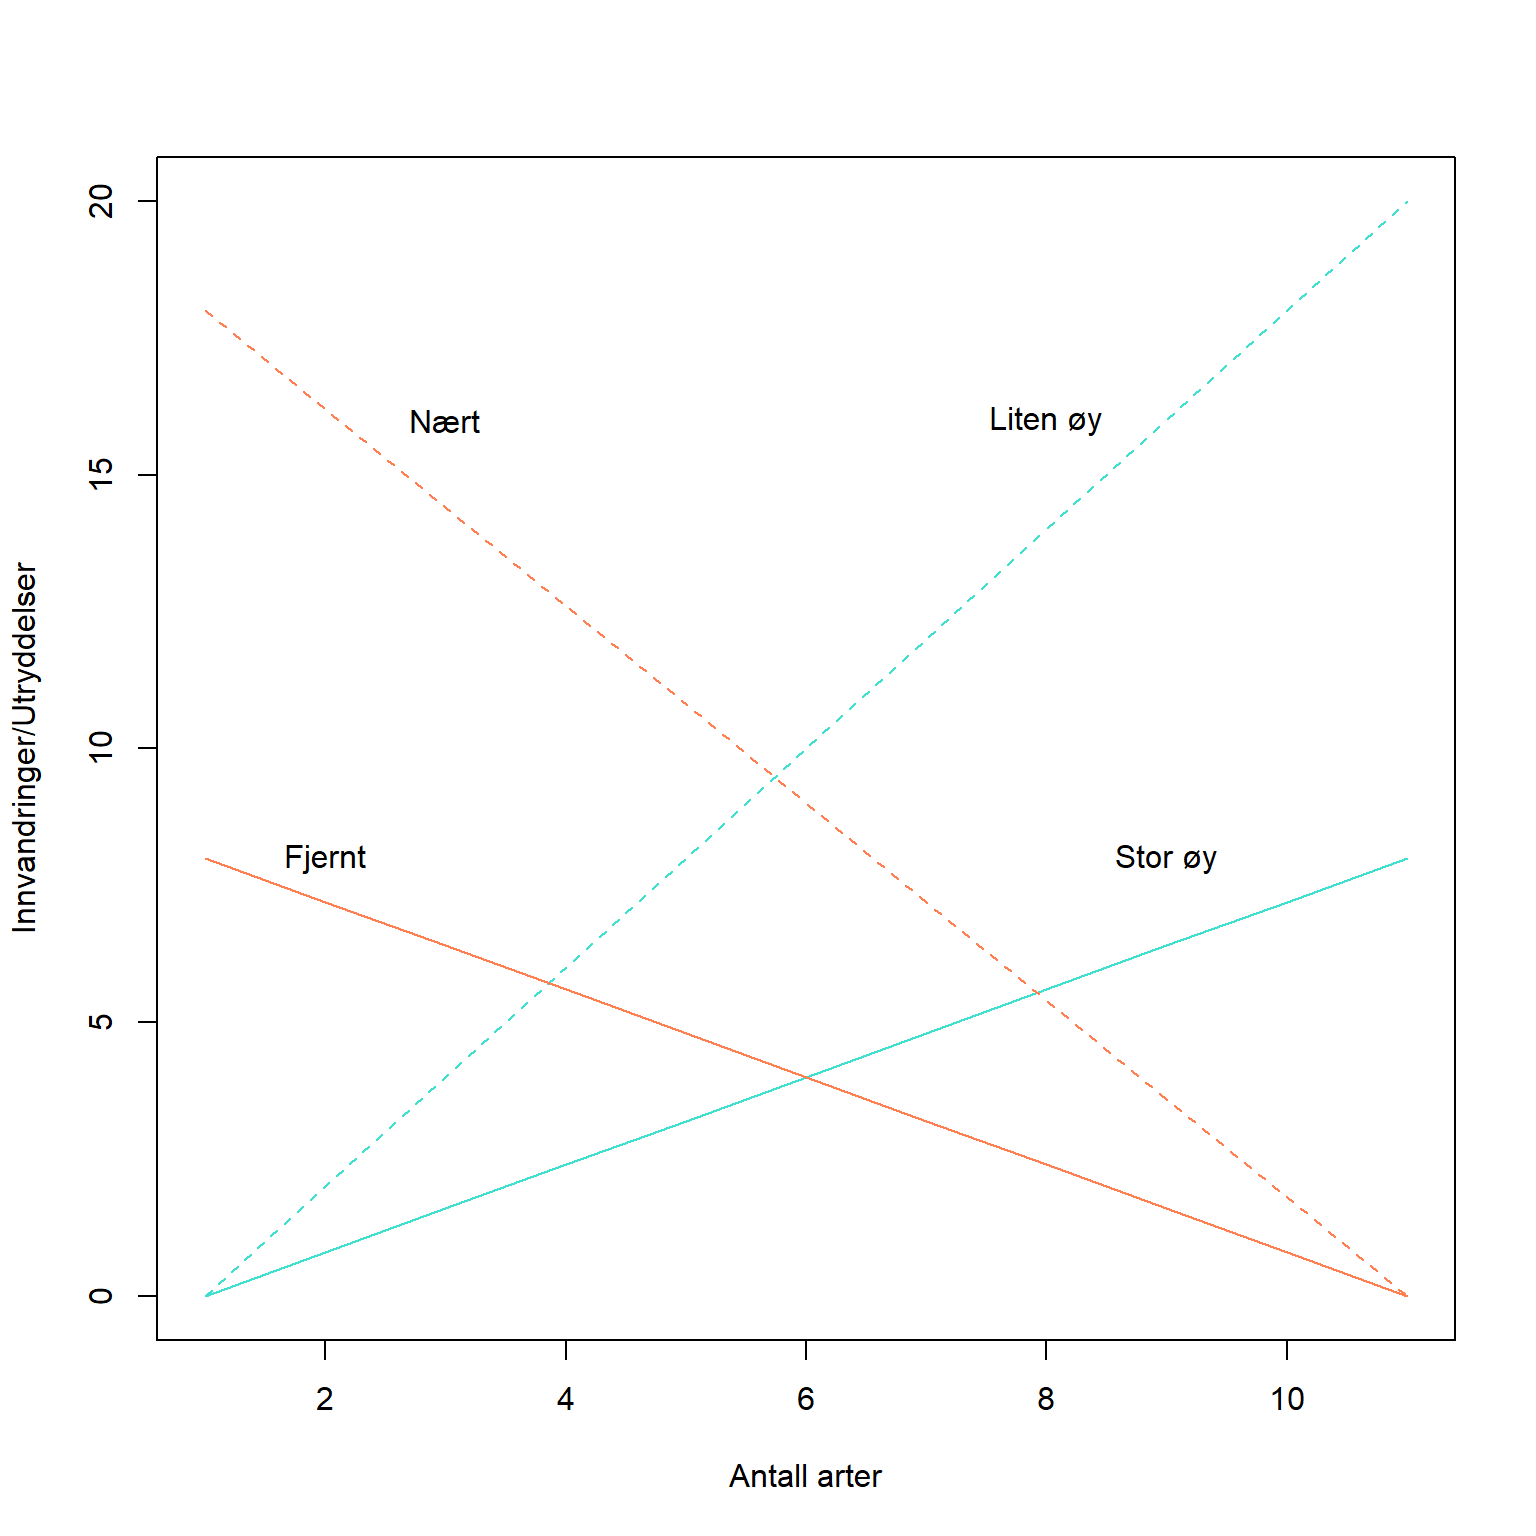 20
15
10
5
0
Innvandringer/Utryddelser
Nært
Liten øy
Fjernt
Stor øy
2 4 6 8 10
Antall arter